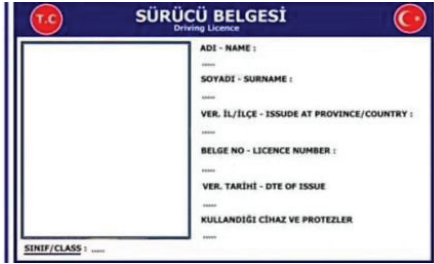 T.C
SÜRÜCÜ BELGESİ
Driving Licence
ADI - NAME :
.....
SOYADI - SURNAME :
.....
VER. İL/İLÇE - ISSUDE AT PROVINCE/COUNTRY :
.....
BELGE NO - LICENCE NUMBER :
.....
VER. TARİHİ - DTE OF ISSUE
.....
KULLANDIĞI CİHAZ VE PROTEZLER
.....
SINIF/CLASS : .....